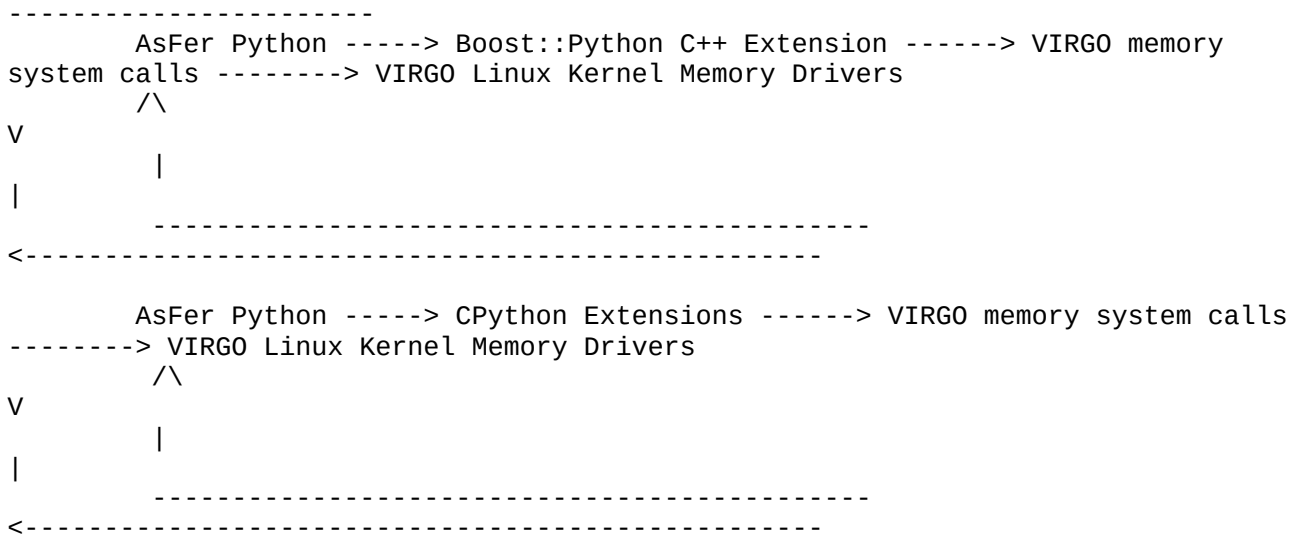 -----------------------
AsFer Python -----> Boost::Python C++ Extension ------> VIRGO memory
system calls --------> VIRGO Linux Kernel Memory Drivers
/\
V
|
|
---------------------------------------------
<--------------------------------------------------
AsFer Python -----> CPython Extensions ------> VIRGO memory system calls
--------> VIRGO Linux Kernel Memory Drivers
/\
V
|
|
---------------------------------------------
<--------------------------------------------------